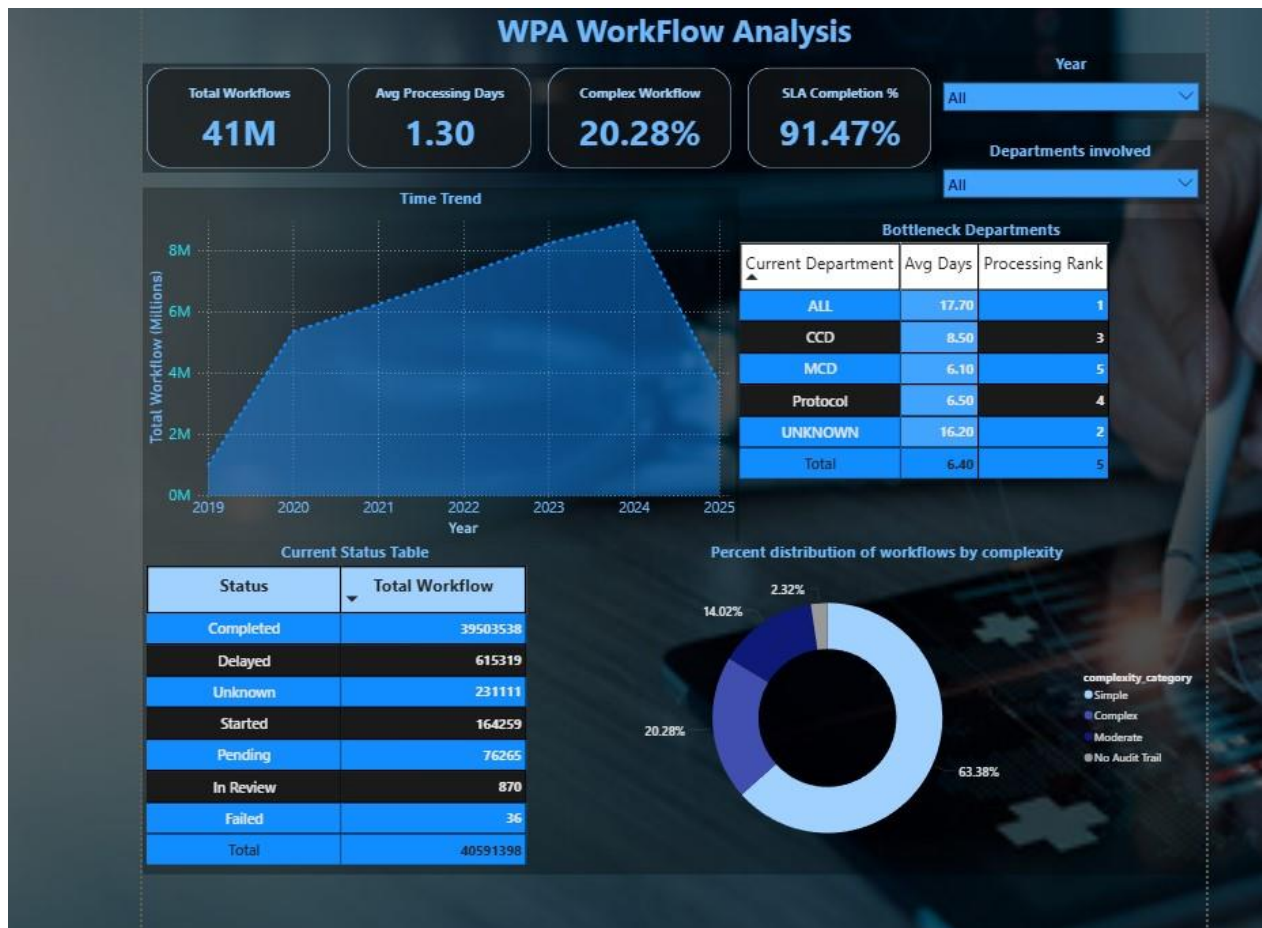 WPA WorkFlow Analysis
Total Workflows
41M
Avg Processing Days
1.30
Complex Workflow
20.28%
SLA Completion %
91.47%
Year
All
Departments involved
All
Time Trend
Total Workflow (Millions)
8M
6M
4M
2M
0M
2019 2020 2021 2022 2023 2024 2025
Year
Bottleneck Departments
Current Department Avg Days Processing Rank
ALL 17.70 1
CCD 8.50 3
MCD 6.10 5
Protocol 6.50 4
UNKNOWN 16.20 2
Total 6.40 5
Current Status Table
Status Total Workflow
Completed 39503538
Delayed 615319
Unknown 231111
Started 164259
Pending 76265
In Review 870
Failed 36
Total 40591398
Percent distribution of workflows by complexity
2.32%
14.02%
20.28%
63.38%
complexity_category
Simple
Complex
Moderate
No Audit Trail